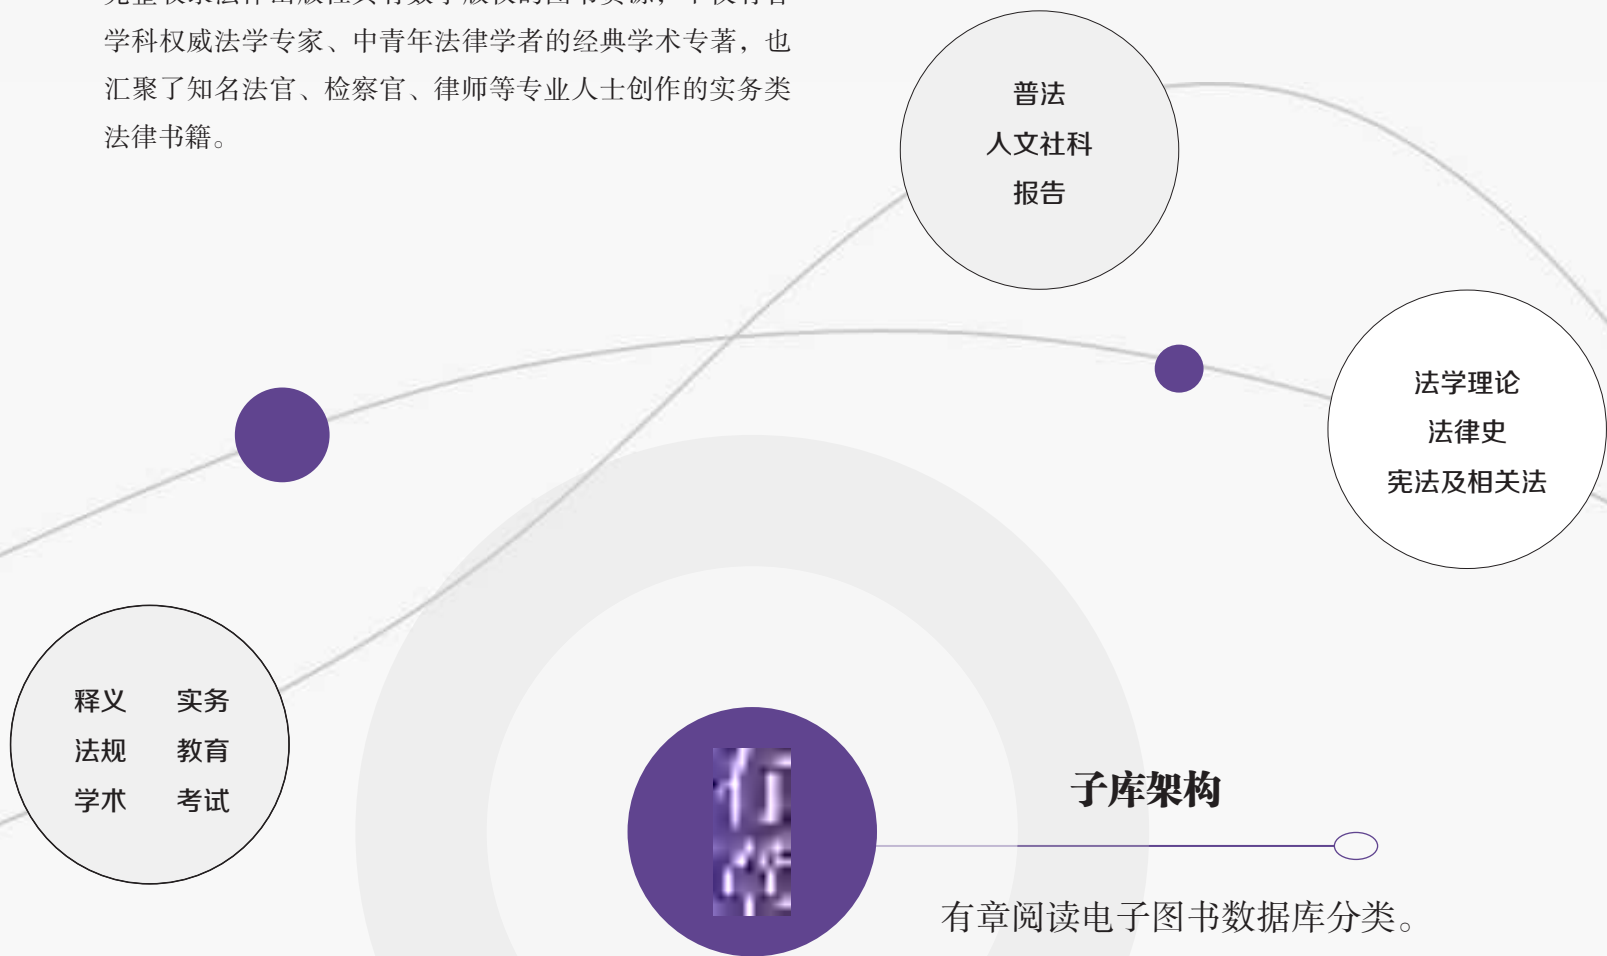 学科权威法学专家、中青年法律学者的经典学术专著，也
汇聚了知名法官、检察官、律师等专业人士创作的实务类
法律书籍。
普法
人文社科
报告
法学理论
法律史
宪法及相关法
释义 实务
法规 教育
学术 考试
子库架构
有章阅读电子图书数据库分类。